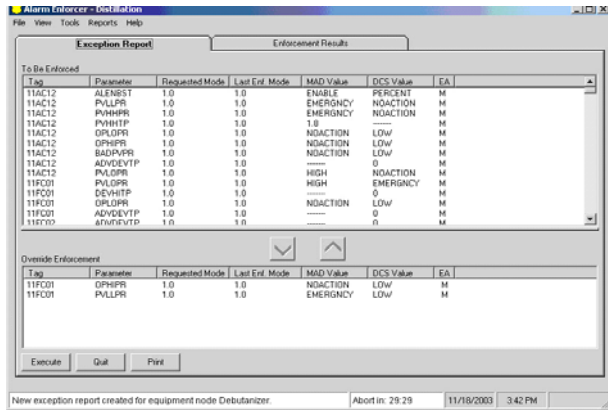 Alarm Enforcer - Distillation
File View Tools Reports Help
Exception Report Enforcement Results
To Be Enforced
Tag Parameter Requested Mode Last Enf. Mode MAD Value DCS Value EA
11AC12 ALENBST 1.0 1.0 ENABLE PERCENT M
11AC12 PVLLPR 1.0 1.0 EMERGNCY NOACTION M
11AC12 PVHHPR 1.0 1.0 EMERGNCY NOACTION M
11AC12 PVHHTP 1.0 1.0 1.0 ------ M
11AC12 OPLOPR 1.0 1.0 NOACTION LOW M
11AC12 OPHIPR 1.0 1.0 NOACTION LOW M
11AC12 BADPVPR 1.0 1.0 NOACTION LOW M
11AC12 ADVDEVTP 1.0 1.0 ------ 0 M
11AC12 PVLOPR 1.0 1.0 HIGH NOACTION M
11FC01 PVLOPR 1.0 1.0 HIGH EMERGNCY M
11FC01 DEVHITP 1.0 1.0 ------ 0 M
11FC01 OPLOPR 1.0 1.0 NOACTION LOW M
11FC01 ADVDEVTP 1.0 1.0 ------ 0 M
11FC02 ADVDEVTP 1.0 1.0 ------ 0 M
Override Enforcement
Tag Parameter Requested Mode Last Enf. Mode MAD Value DCS Value EA
11FC01 OPHIPR 1.0 1.0 NOACTION LOW M
11FC01 PVLLPR 1.0 1.0 EMERGNCY LOW M
Execute Quit Print
New exception report created for equipment node Debutanizer. Abort in: 29:29 11/18/2003 3:42 PM